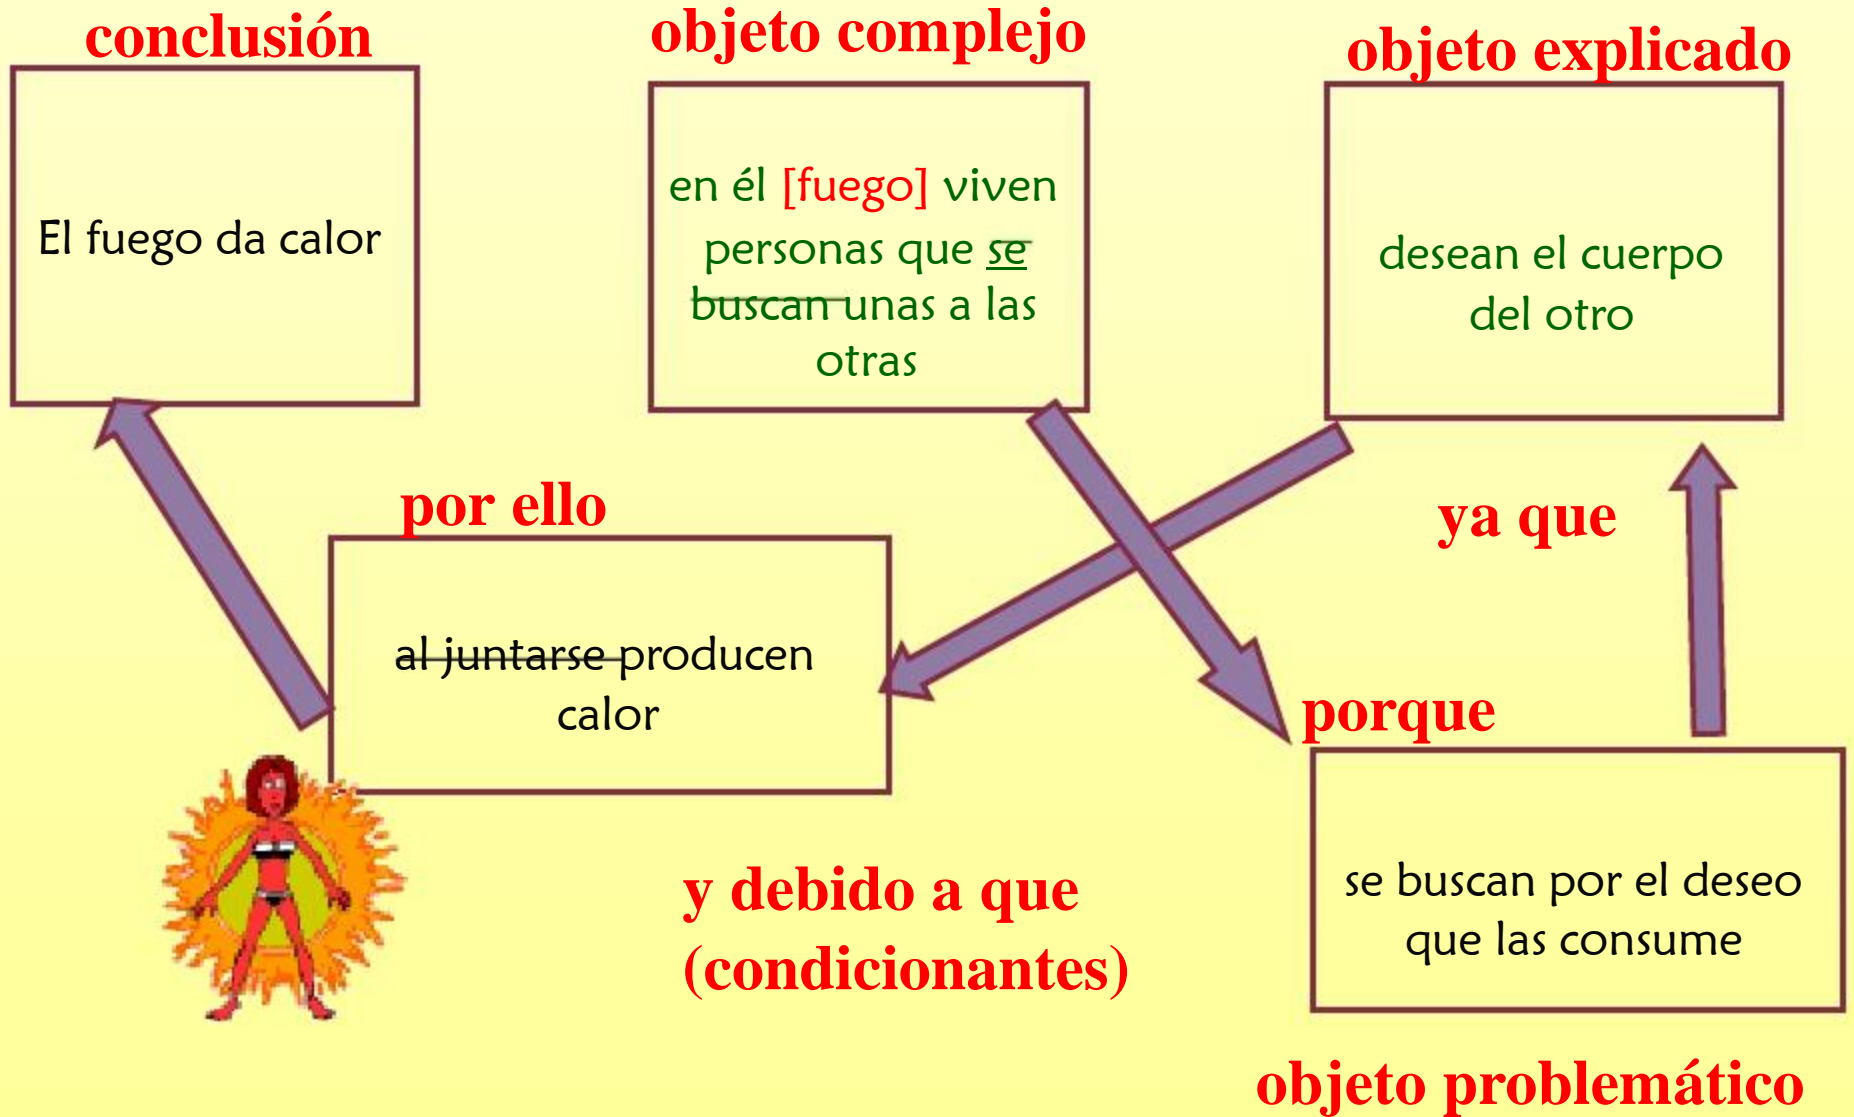 conclusión
objeto complejo
objeto explicado
El fuego da calor
en él [fuego] viven
personas que se
buscan unas a las
otras
desean el cuerpo
del otro
por ello
ya que
al juntarse producen
calor
porque
se buscan por el deseo
que las consume
y debido a que
(condicionantes)
objeto problemático